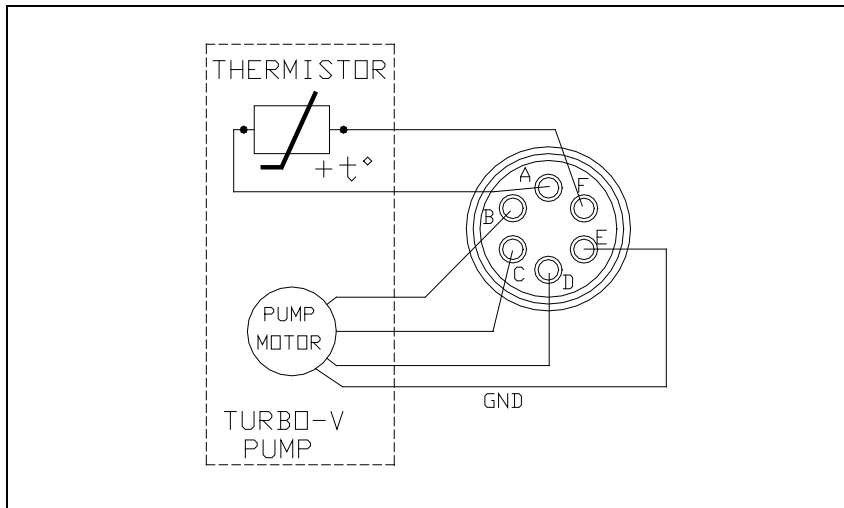 THERMISTOR
+t°
A
F
B
E
C
D
PUMP
MOTOR
GND
TURBO-V
PUMP